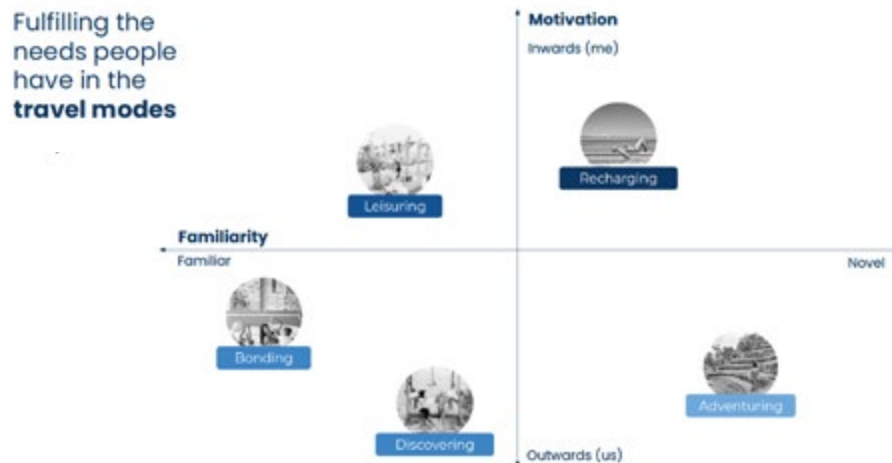 Fulfilling the
needs people
have in the
travel modes
Motivation
Inwards (me)
Recharging
Leisuring
Familiarity
Familiar
Novel
Bonding
Adventuring
Discovering
Outwards (us)